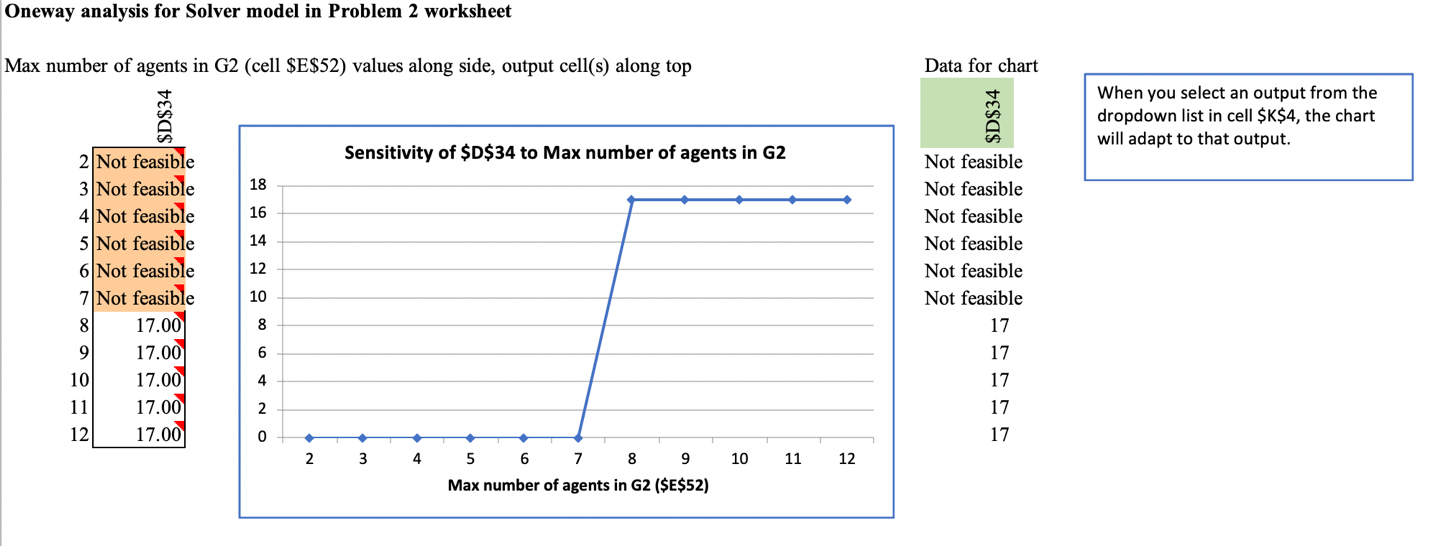 Oneway analysis for Solver model in Problem 2 worksheet
Max number of agents in G2 (cell $E$52) values along side, output cell(s) along top
Data for chart
$D$34
$D$34
When you select an output from the
dropdown list in cell $K$4, the chart
will adapt to that output.
2 Not feasible
3 Not feasible
4 Not feasible
5 Not feasible
6 Not feasible
7 Not feasible
8 17.00
9 17.00
10 17.00
11 17.00
12 17.00
Sensitivity of $D$34 to Max number of agents in G2
18
16
14
12
10
8
6
4
2
0
2 3 4 5 6 7 8 9 10 11 12
Max number of agents in G2 ($E$52)
Not feasible
Not feasible
Not feasible
Not feasible
Not feasible
Not feasible
17
17
17
17
17